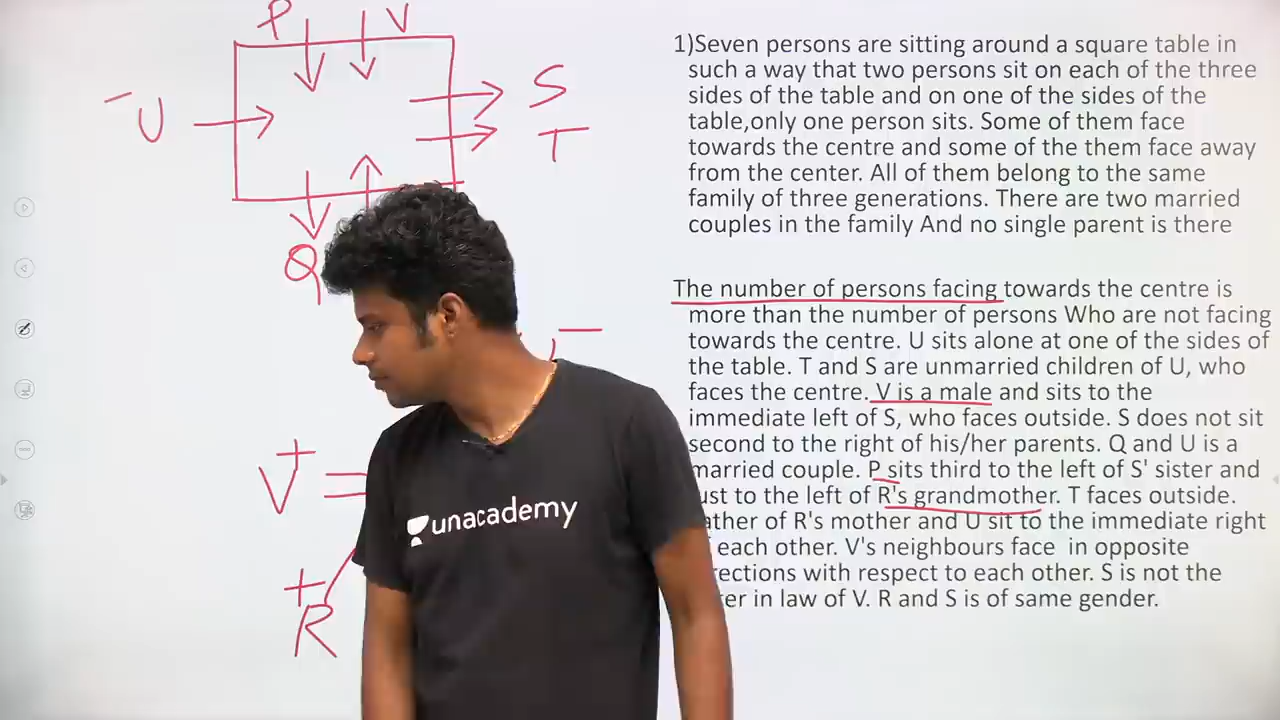 P V
U
S
T
Q
V
R
1)Seven persons are sitting around a square table in
such a way that two persons sit on each of the three
sides of the table and on one of the sides of the
table,only one person sits. Some of them face
towards the centre and some of the them face away
from the center. All of them belong to the same
family of three generations. There are two married
couples in the family And no single parent is there
The number of persons facing towards the centre is
more than the number of persons Who are not facing
towards the centre. U sits alone at one of the sides of
the table. T and S are unmarried children of U, who
faces the centre. V is a male and sits to the
immediate left of S, who faces outside. S does not sit
second to the right of his/her parents. Q and U is a
married couple. P sits third to the left of S' sister and
ust to the left of R's grandmother. T faces outside.
ather of R's mother and U sit to the immediate right
each other. V's neighbours face in opposite
rections with respect to each other. S is not the
er in law of V. R and S is of same gender.
unacademy